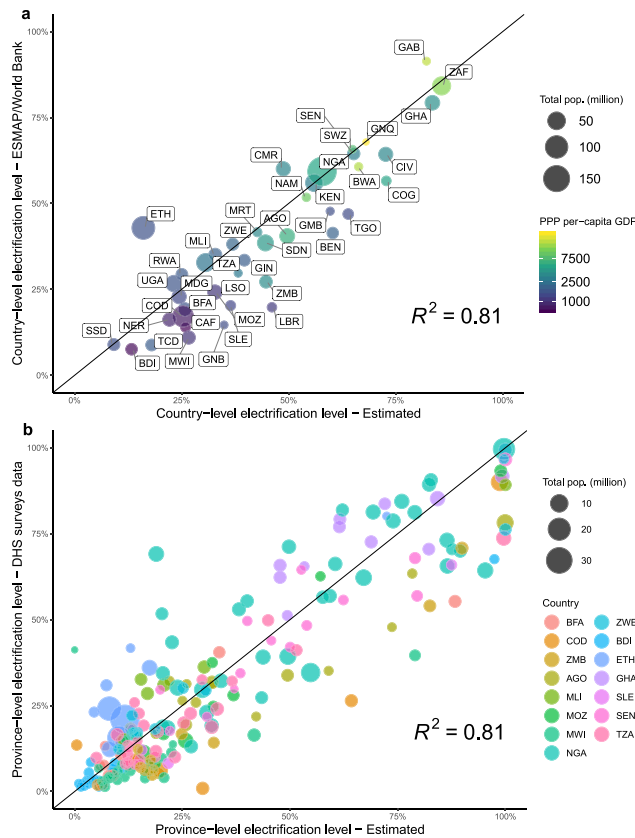 a
Country−level electrification level − ESMAP/World Bank
100%
75%
50%
25%
0%
GAB
ZAF
SEN
GHA
SWZ
GNQ
CMR
NGA
CIV
NAM
BWA
COG
ETH
KEN
MRT
AGO
GMB
TGO
ZWE
MLI
BEN
SDN
RWA
TZA
GIN
UGA
MDG
LSO
ZMB
COD
BFA
NER
MOZ
LBR
SSD
CAF
SLE
TCD
BDI
MWI
GNB
R² = 0.81
0%
25%
50%
75%
100%
Country−level electrification level − Estimated
Total pop. (million)
50
100
150
PPP per−capita GDP
7500
2500
1000
b
Province−level electrification level − DHS surveys data
100%
75%
50%
25%
0%
R² = 0.81
0%
25%
50%
75%
100%
Province−level electrification level − Estimated
Total pop. (million)
10
20
30
Country
BFA
COD
ZMB
AGO
MLI
MOZ
MWI
NGA
ZWE
BDI
ETH
GHA
SLE
SEN
TZA